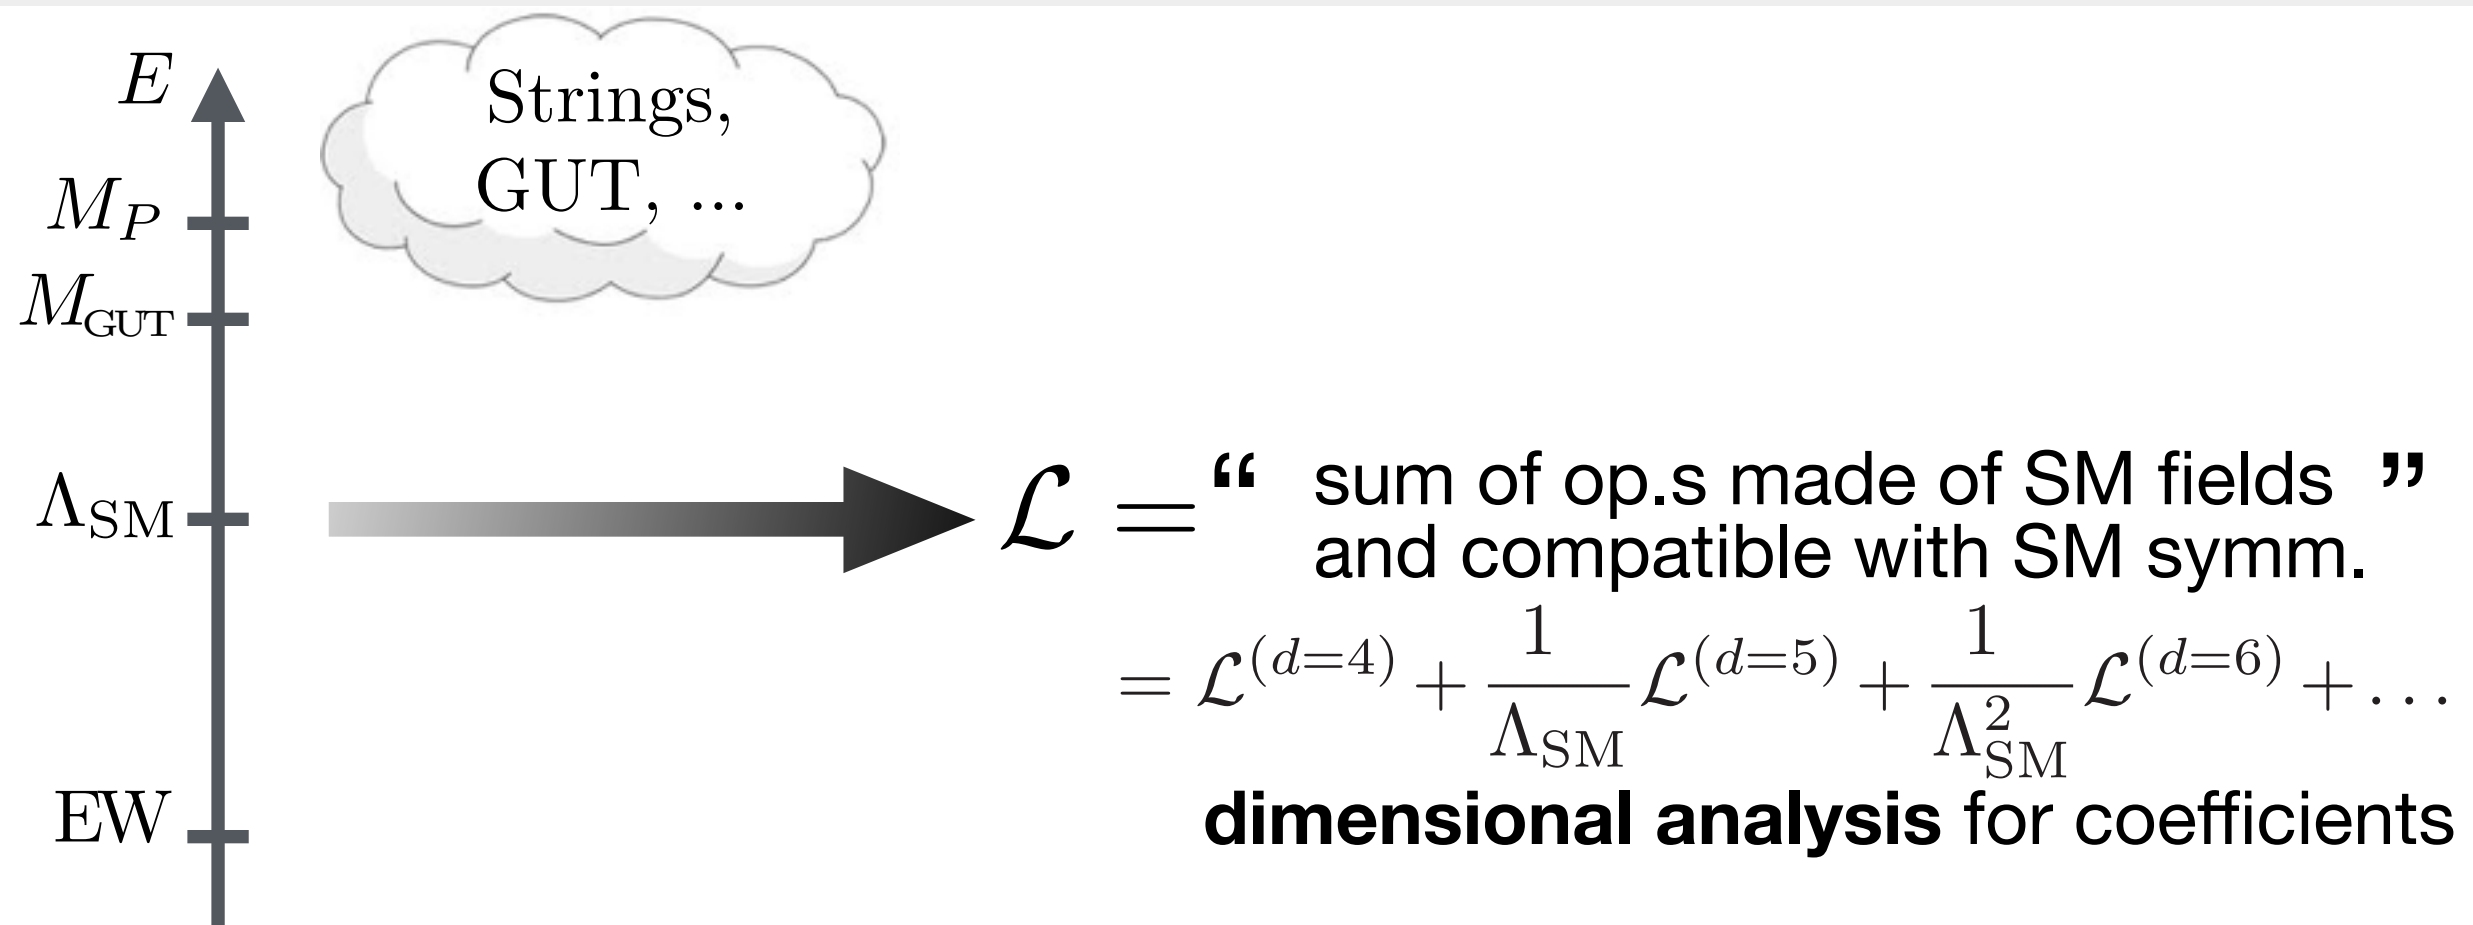 E
Strings,
GUT, ...
M_P
M_GUT
Λ_SM
ℒ = “ sum of op.s made of SM fields ”
and compatible with SM symm.
= ℒ^(d=4) + 1/Λ_SM ℒ^(d=5) + 1/Λ_SM^2 ℒ^(d=6) + ...
EW
dimensional analysis for coefficients